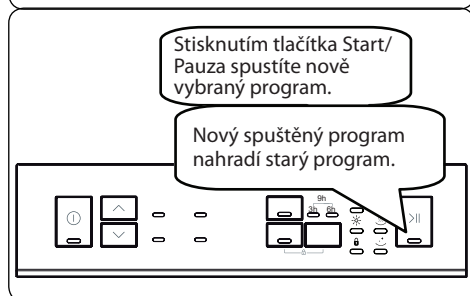 Stisknutím tlačítka Start/
Pauza spustíte nově
vybraný program.
Nový spuštěný program
nahradí starý program.
9h
3h 6h